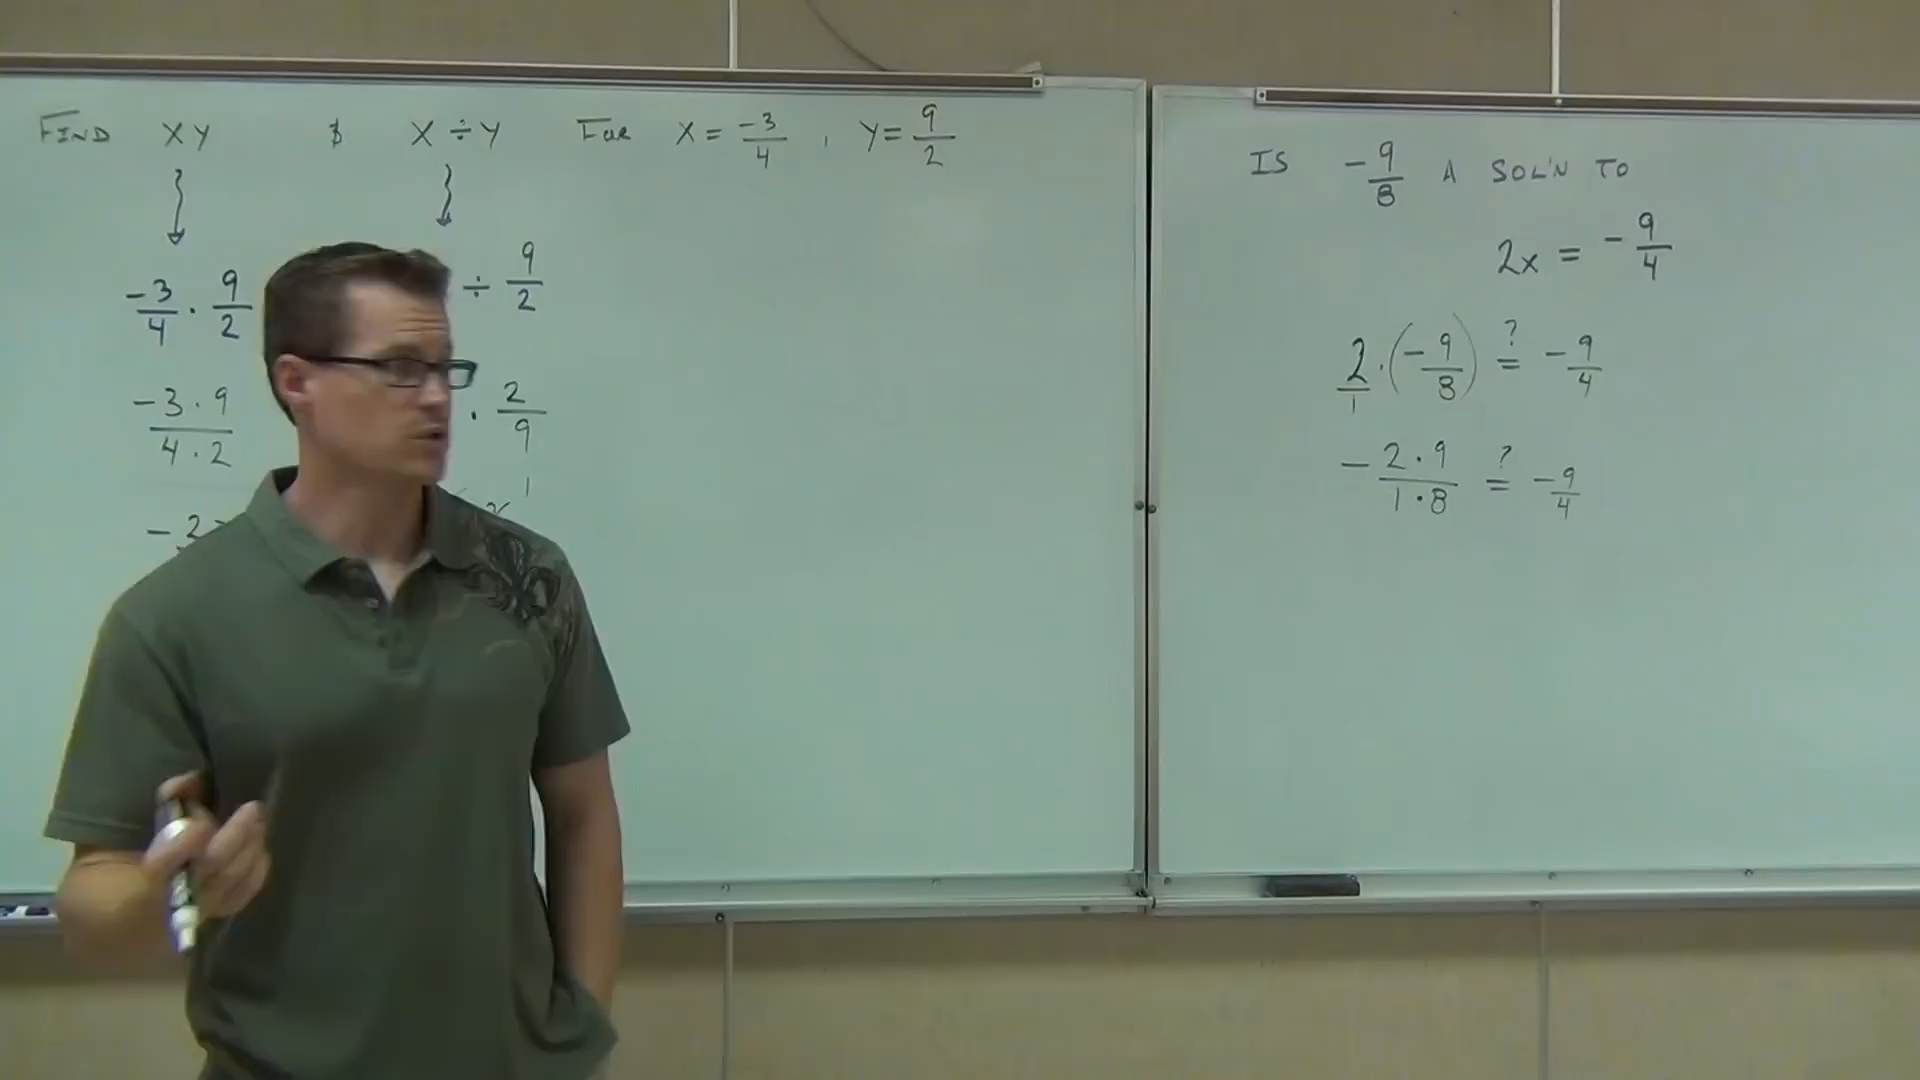 FIND XY & X ÷ Y FOR X = -3/4 , Y = 9/2
-3/4 · 9/2
÷ 9/2
-3·9/4·2
· 2/9
1
-2
IS -9/8 A SOL'N TO
2x = -9/4
2/1 · (-9/8) ?= -9/4
-2·9/1·8 ?= -9/4